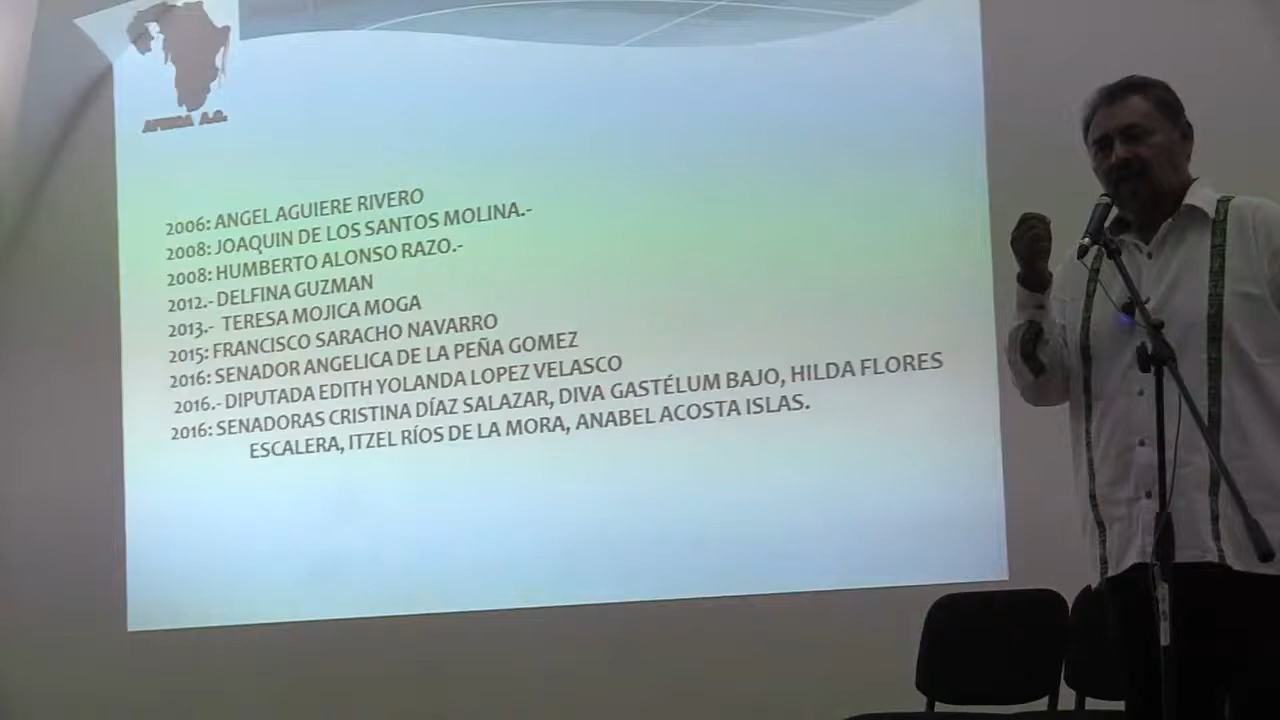 AFRICA A.C.
2006: ANGEL AGUIERE RIVERO
2008: JOAQUIN DE LOS SANTOS MOLINA.-
2008: HUMBERTO ALONSO RAZO.-
2012.- DELFINA GUZMAN
2013.- TERESA MOJICA MOGA
2015: FRANCISCO SARACHO NAVARRO
2016: SENADOR ANGELICA DE LA PEÑA GOMEZ
2016.- DIPUTADA EDITH YOLANDA LOPEZ VELASCO
2016: SENADORAS CRISTINA DÍAZ SALAZAR, DIVA GASTÉLUM BAJO, HILDA FLORES
ESCALERA, ITZEL RÍOS DE LA MORA, ANABEL ACOSTA ISLAS.